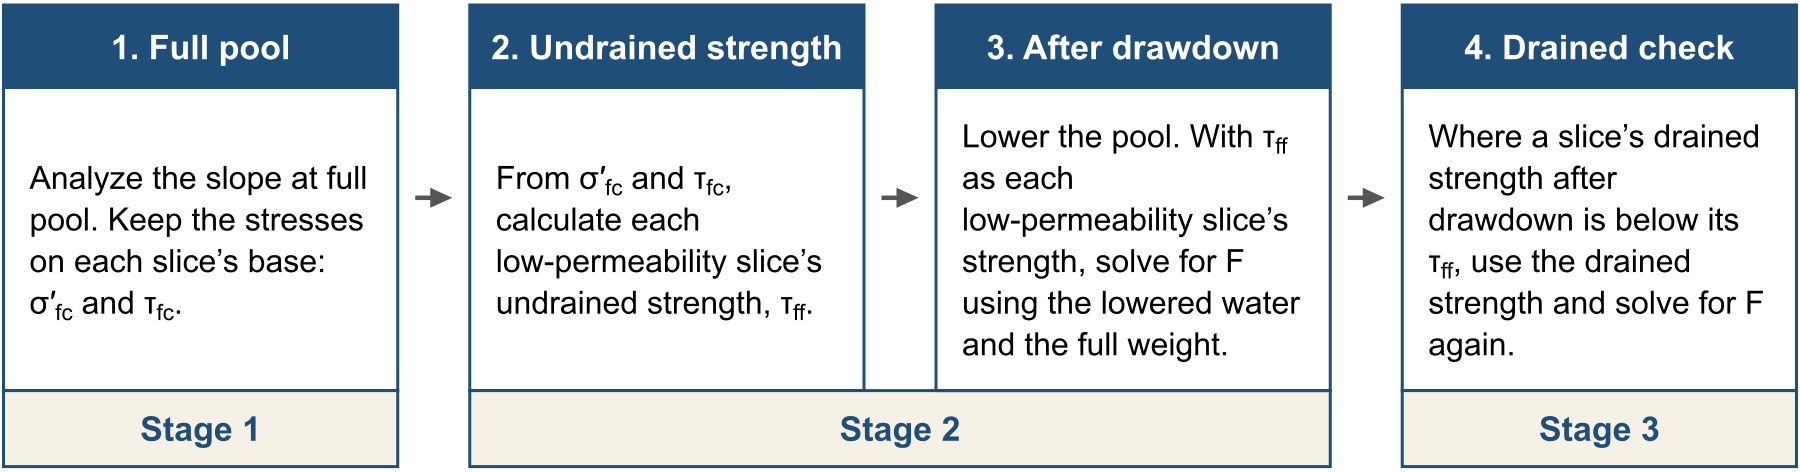 1. Full pool
Analyze the slope at full
pool. Keep the stresses
on each slice’s base:
σ′fc and τfc.
2. Undrained strength
From σ′fc and τfc,
calculate each
low-permeability slice’s
undrained strength, τff.
3. After drawdown
Lower the pool. With τff
as each
low-permeability slice’s
strength, solve for F
using the lowered water
and the full weight.
4. Drained check
Where a slice’s drained
strength after
drawdown is below its
τff, use the drained
strength and solve for F
again.
Stage 1
Stage 2
Stage 3